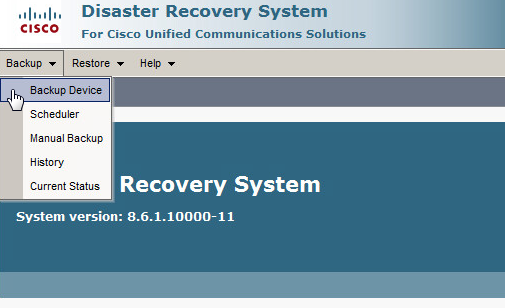 Disaster Recovery System
CISCO
For Cisco Unified Communications Solutions
Backup Restore Help
Backup Device
Scheduler
Manual Backup
History
Current Status
Recovery System
System version: 8.6.1.10000-11